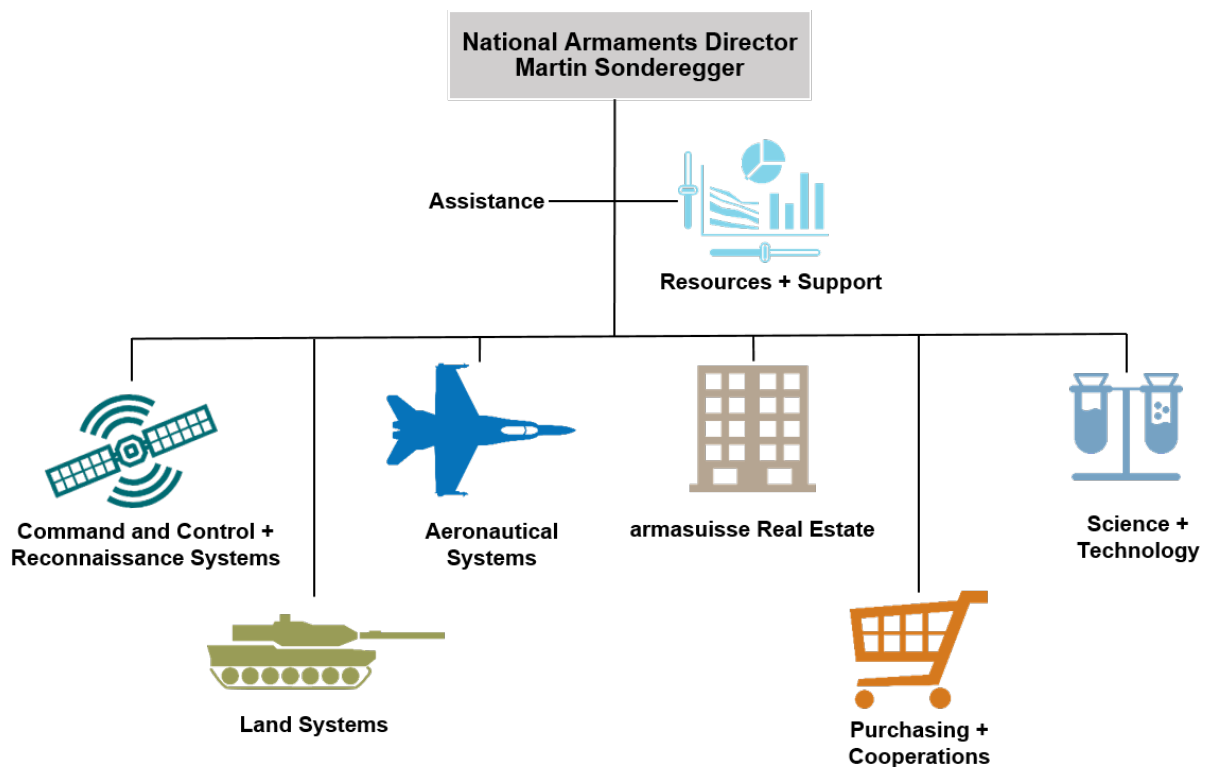 National Armaments Director
Martin Sonderegger
Assistance
Resources + Support
Command and Control +
Reconnaissance Systems
Aeronautical
Systems
armasuisse Real Estate
Science +
Technology
Land Systems
Purchasing +
Cooperations